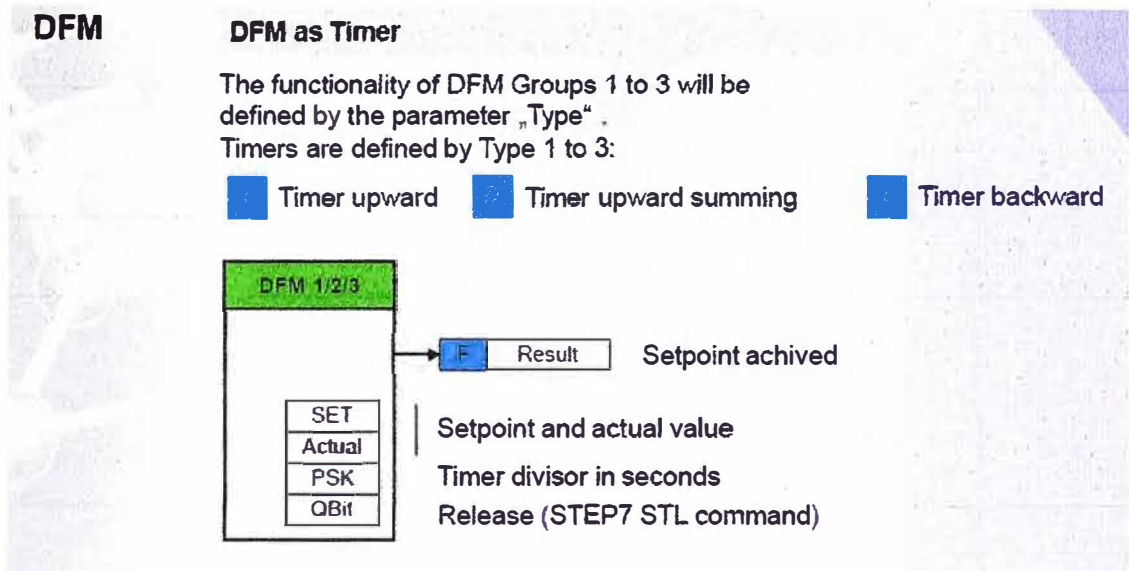 DFM
DFM as Timer
The functionality of DFM Groups 1 to 3 will be
defined by the parameter „Type“ .
Timers are defined by Type 1 to 3:
Timer upward Timer upward summing Timer backward
DFM 1/2/3
F Result Setpoint achived
SET
Actual
Setpoint and actual value
PSK Timer divisor in seconds
QBit Release (STEP7 STL command)